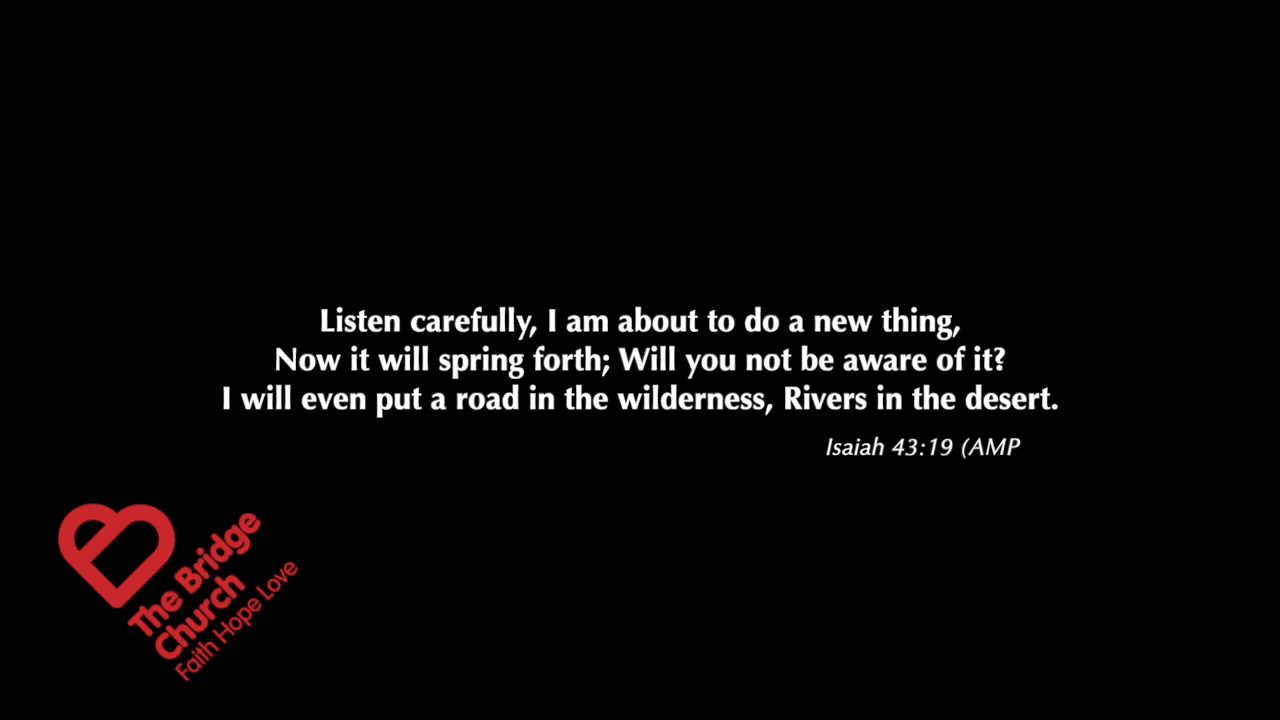 Listen carefully, I am about to do a new thing,
Now it will spring forth; Will you not be aware of it?
I will even put a road in the wilderness, Rivers in the desert.
Isaiah 43:19 (AMP
The Bridge
Church
Faith Hope Love